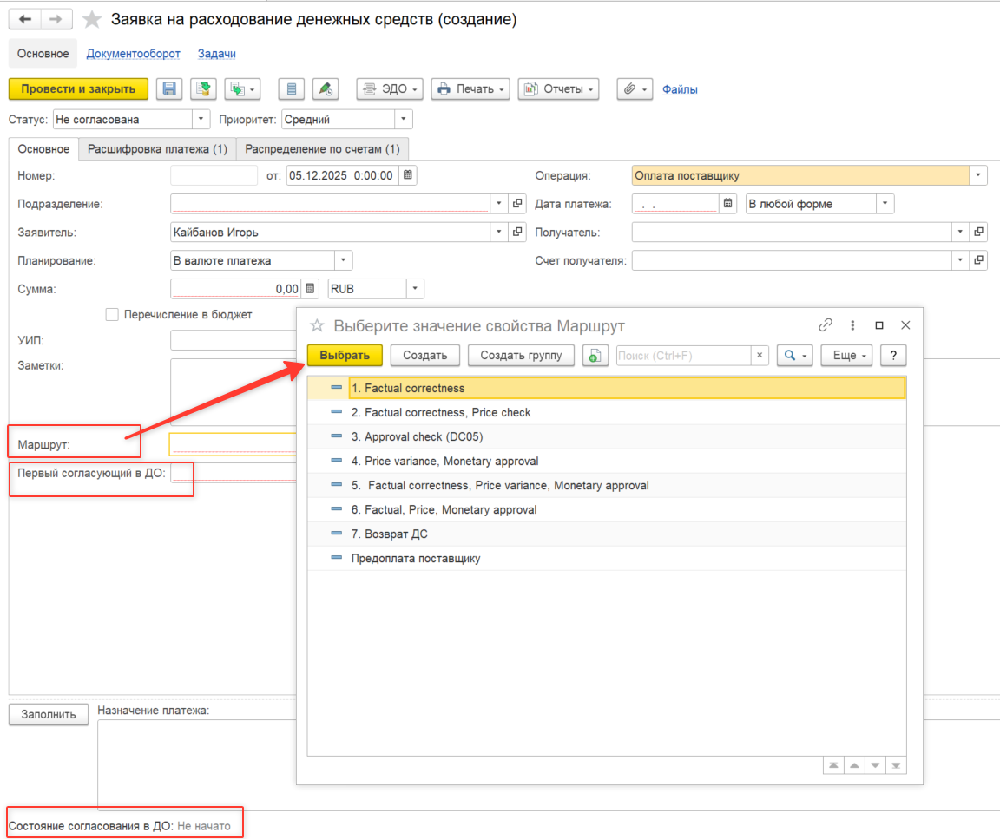 Заявка на расходование денежных средств (создание)
Основное Документооборот Задачи
Провести и закрыть ЭДО Печать Отчеты Файлы
Статус: Не согласована Приоритет: Средний
Основное Расшифровка платежа (1) Распределение по счетам (1)
Номер: от: 05.12.2025 0:00:00 Операция: Оплата поставщику
Подразделение: Дата платежа: . . В любой форме
Заявитель: Кайбанов Игорь Получатель:
Планирование: В валюте платежа Счет получателя:
Сумма: 0,00 RUB
Перечисление в бюджет
УИП:
Заметки:
Маршрут:
Первый согласующий в ДО:
Выберите значение свойства Маршрут
Выбрать Создать Создать группу Поиск (Ctrl+F) × Еще ?
1. Factual correctness
2. Factual correctness, Price check
3. Approval check (DC05)
4. Price variance, Monetary approval
5. Factual correctness, Price variance, Monetary approval
6. Factual, Price, Monetary approval
7. Возврат ДС
Предоплата поставщику
Заполнить Назначение платежа:
Состояние согласования в ДО: Не начато